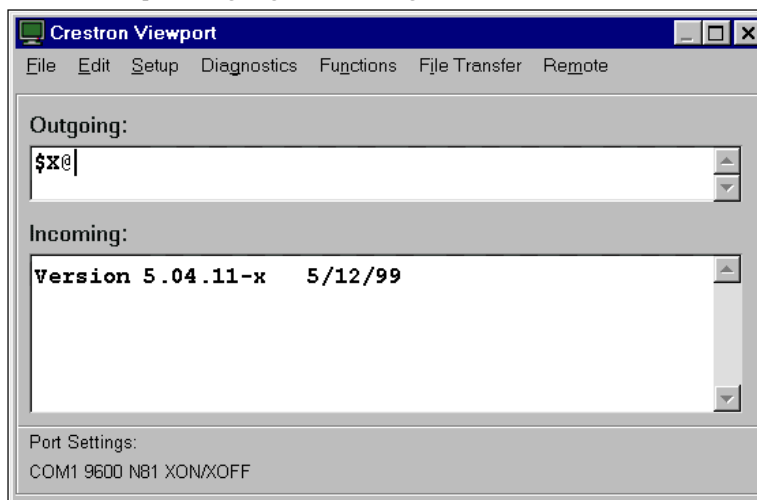 Crestron Viewport
File Edit Setup Diagnostics Functions File Transfer Remote
Outgoing:
$X@
Incoming:
Version 5.04.11-x 5/12/99
Port Settings:
COM1 9600 N81 XON/XOFF